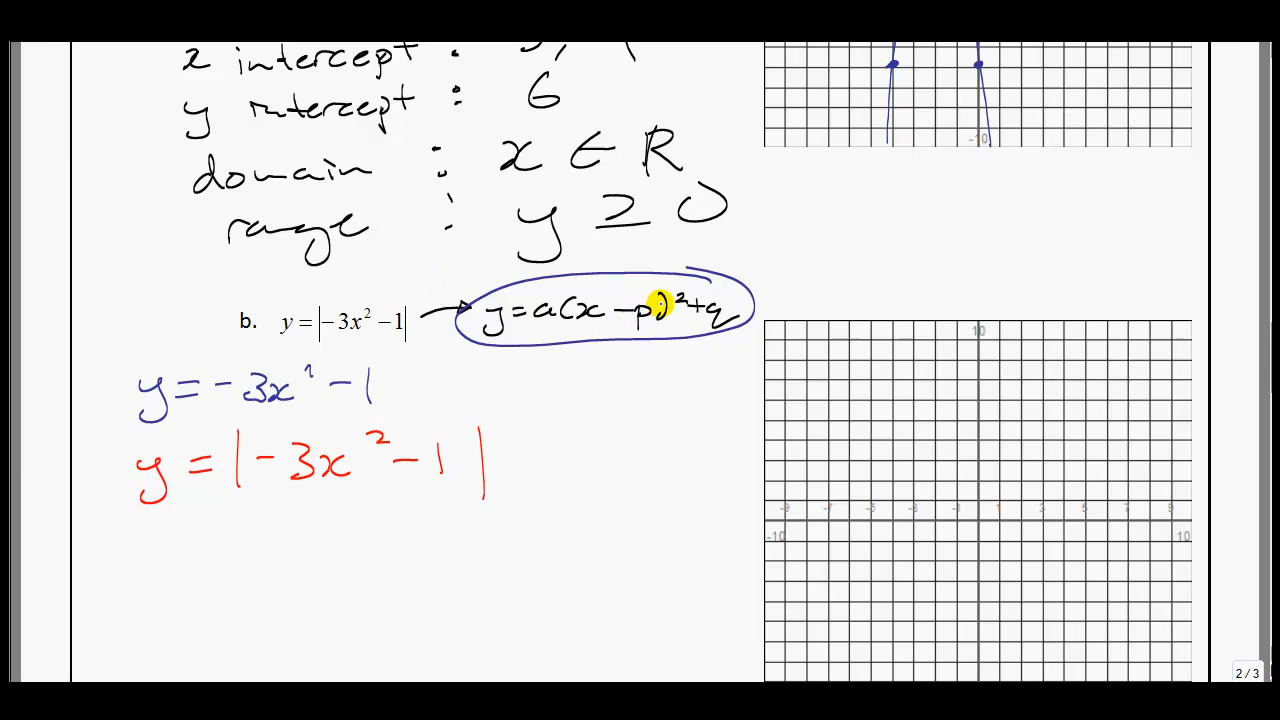 x intercept :
y intercept : 6
domain : x ∈ R
range : y ≥ 0
-10
b. y = |-3x² - 1| → y = a(x - p)² + q
10
y = -3x² - 1
y = |-3x² - 1|
-9 -7 -5 -3 -1 1 3 5 7 9
-10 10
2 / 3